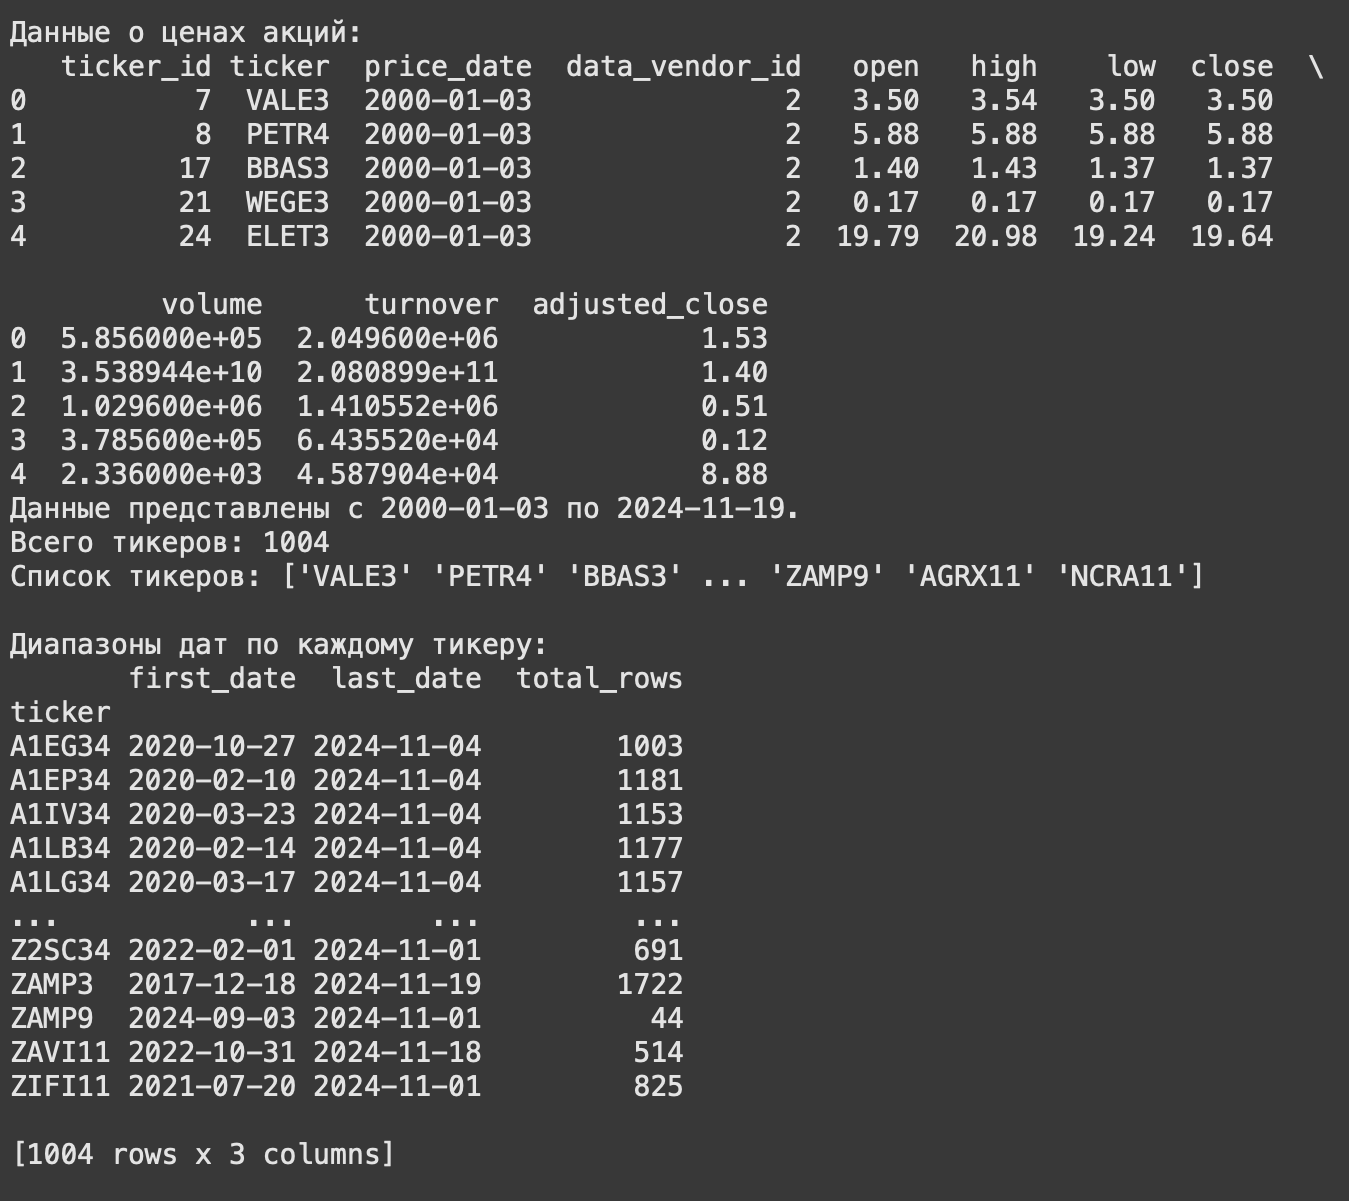 Данные о ценах акций:
   ticker_id ticker  price_date  data_vendor_id   open   high    low  close  \
0          7  VALE3  2000-01-03               2   3.50   3.54   3.50   3.50
1          8  PETR4  2000-01-03               2   5.88   5.88   5.88   5.88
2         17  BBAS3  2000-01-03               2   1.40   1.43   1.37   1.37
3         21  WEGE3  2000-01-03               2   0.17   0.17   0.17   0.17
4         24  ELET3  2000-01-03               2  19.79  20.98  19.24  19.64

         volume      turnover  adjusted_close
0  5.856000e+05  2.049600e+06            1.53
1  3.538944e+10  2.080899e+11            1.40
2  1.029600e+06  1.410552e+06            0.51
3  3.785600e+05  6.435520e+04            0.12
4  2.336000e+03  4.587904e+04            8.88
Данные представлены с 2000-01-03 по 2024-11-19.
Всего тикеров: 1004
Список тикеров: ['VALE3' 'PETR4' 'BBAS3' ... 'ZAMP9' 'AGRX11' 'NCRA11']

Диапазоны дат по каждому тикеру:
       first_date  last_date  total_rows
ticker
A1EG34 2020-10-27 2024-11-04        1003
A1EP34 2020-02-10 2024-11-04        1181
A1IV34 2020-03-23 2024-11-04        1153
A1LB34 2020-02-14 2024-11-04        1177
A1LG34 2020-03-17 2024-11-04        1157
...           ...        ...         ...
Z2SC34 2022-02-01 2024-11-01         691
ZAMP3  2017-12-18 2024-11-19        1722
ZAMP9  2024-09-03 2024-11-01          44
ZAVI11 2022-10-31 2024-11-18         514
ZIFI11 2021-07-20 2024-11-01         825

[1004 rows x 3 columns]